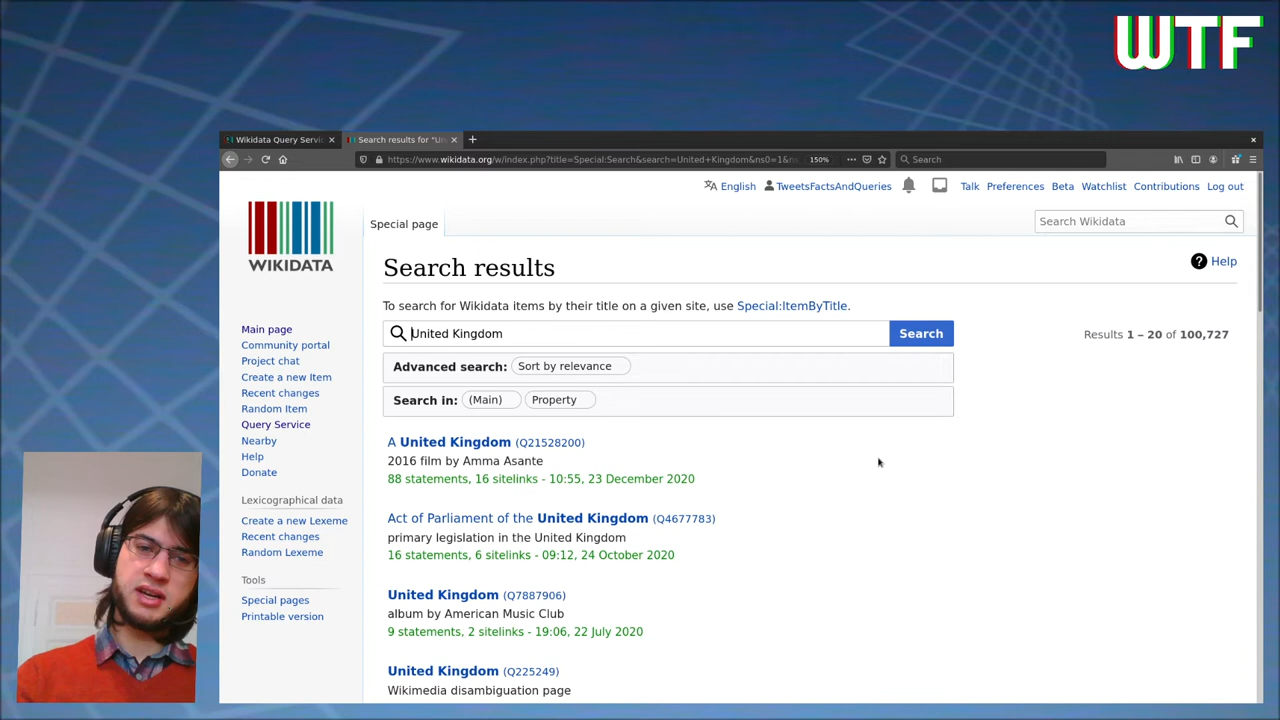 WTF
Wikidata Query Servic
Search results for "Un
https://www.wikidata.org/w/index.php?title=Special:Search&search=United+Kingdom&ns0=1&n
150%
Search
English
TweetsFactsAndQueries
Talk
Preferences
Beta
Watchlist
Contributions
Log out
WIKIDATA
Special page
Search Wikidata
Search results
Help
To search for Wikidata items by their title on a given site, use Special:ItemByTitle.
United Kingdom
Search
Results 1 – 20 of 100,727
Advanced search: Sort by relevance
Search in: (Main) Property
Main page
Community portal
Project chat
Create a new Item
Recent changes
Random Item
Query Service
Nearby
Help
Donate
Lexicographical data
Create a new Lexeme
Recent changes
Random Lexeme
Tools
Special pages
Printable version
A United Kingdom (Q21528200)
2016 film by Amma Asante
88 statements, 16 sitelinks - 10:55, 23 December 2020
Act of Parliament of the United Kingdom (Q4677783)
primary legislation in the United Kingdom
16 statements, 6 sitelinks - 09:12, 24 October 2020
United Kingdom (Q7887906)
album by American Music Club
9 statements, 2 sitelinks - 19:06, 22 July 2020
United Kingdom (Q225249)
Wikimedia disambiguation page